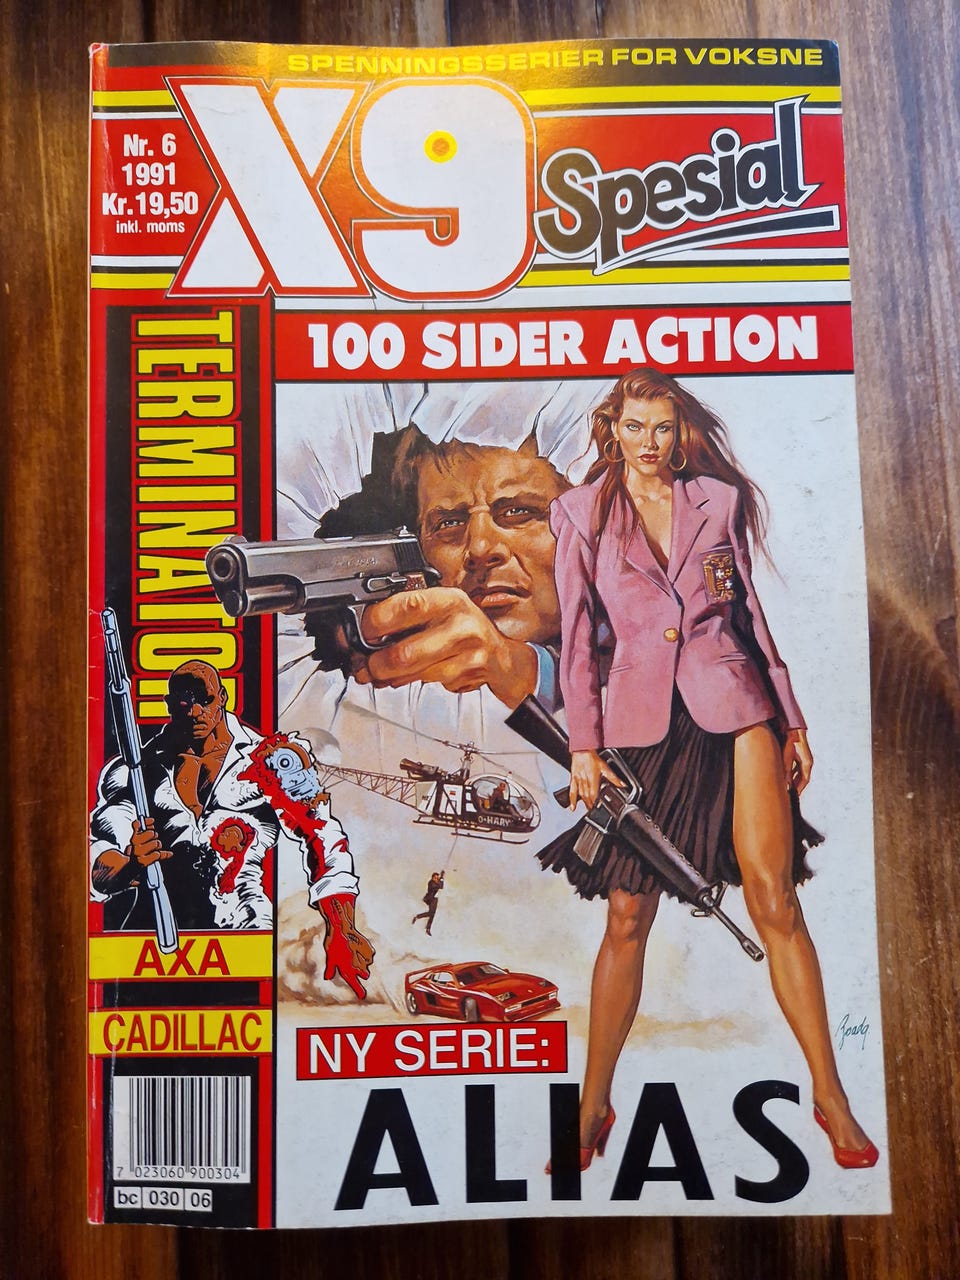 SPENNINGSSERIER FOR VOKSNE
X9 Spesial
Nr. 6
1991
Kr. 19,50
inkl. moms
100 SIDER ACTION
TERMINATOR
AXA
CADILLAC
NY SERIE:
ALIAS
7 023060 900304
bc 030 06